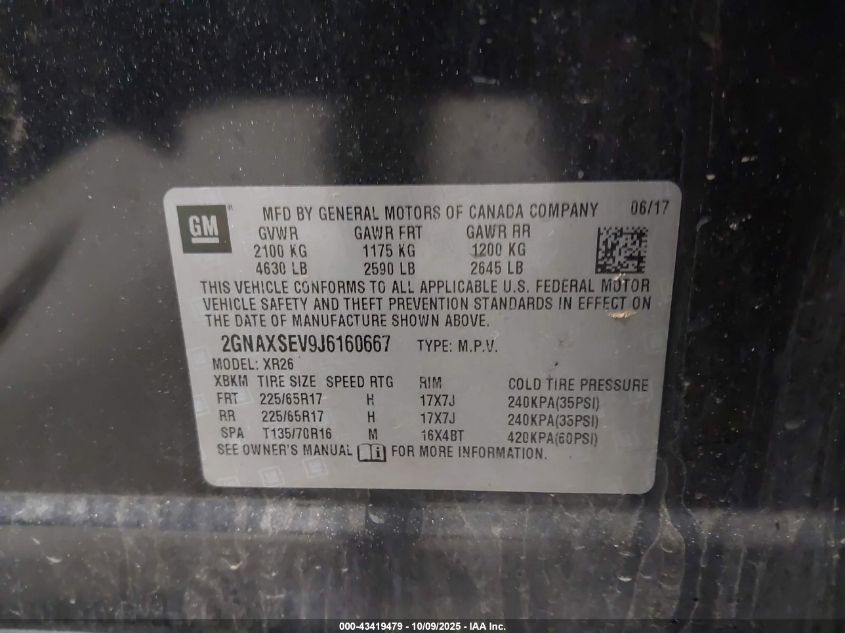 GM ® MFD BY GENERAL MOTORS OF CANADA COMPANY 06/17
GVWR GAWR FRT GAWR RR
2100 KG 1175 KG 1200 KG
4630 LB 2590 LB 2645 LB
THIS VEHICLE CONFORMS TO ALL APPLICABLE U.S. FEDERAL MOTOR
VEHICLE SAFETY AND THEFT PREVENTION STANDARDS IN EFFECT ON
THE DATE OF MANUFACTURE SHOWN ABOVE.
2GNAXSEV9J6160667 TYPE: M.P.V.
MODEL: XR26
XBKM TIRE SIZE SPEED RTG RIM COLD TIRE PRESSURE
FRT 225/65R17 H 17X7J 240KPA(35PSI)
RR 225/65R17 H 17X7J 240KPA(35PSI)
SPA T135/70R16 M 16X4BT 420KPA(60PSI)
SEE OWNER'S MANUAL FOR MORE INFORMATION.
000-43419479 - 10/09/2025 - IAA Inc.